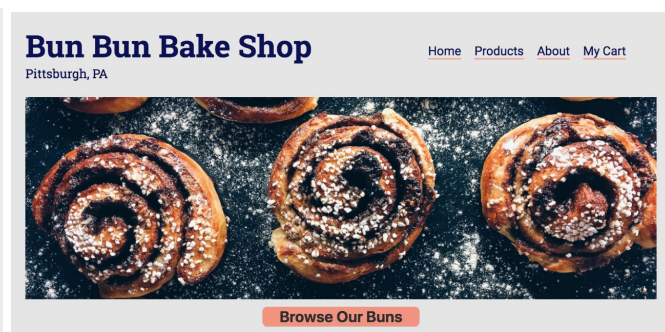 Bun Bun Bake Shop
Pittsburgh, PA
Home Products About My Cart
Browse Our Buns